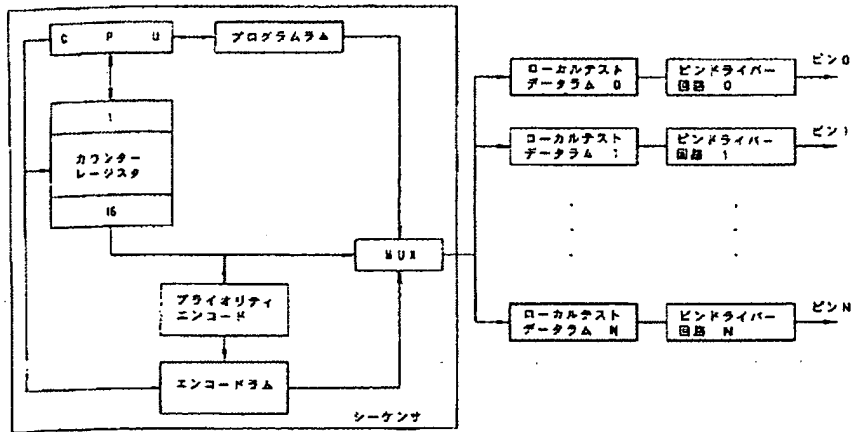 CPU
プログラムラム
1
カウンター
レージスタ
16
MUX
プライオリティ
エンコード
エンコードラム
シーケンサ
ローカルテスト
データラム 0
ピンドライバー
回路 0
ピン0
ローカルテスト
データラム 1
ピンドライバー
回路 1
ピン1
ローカルテスト
データラム N
ピンドライバー
回路 N
ピンN